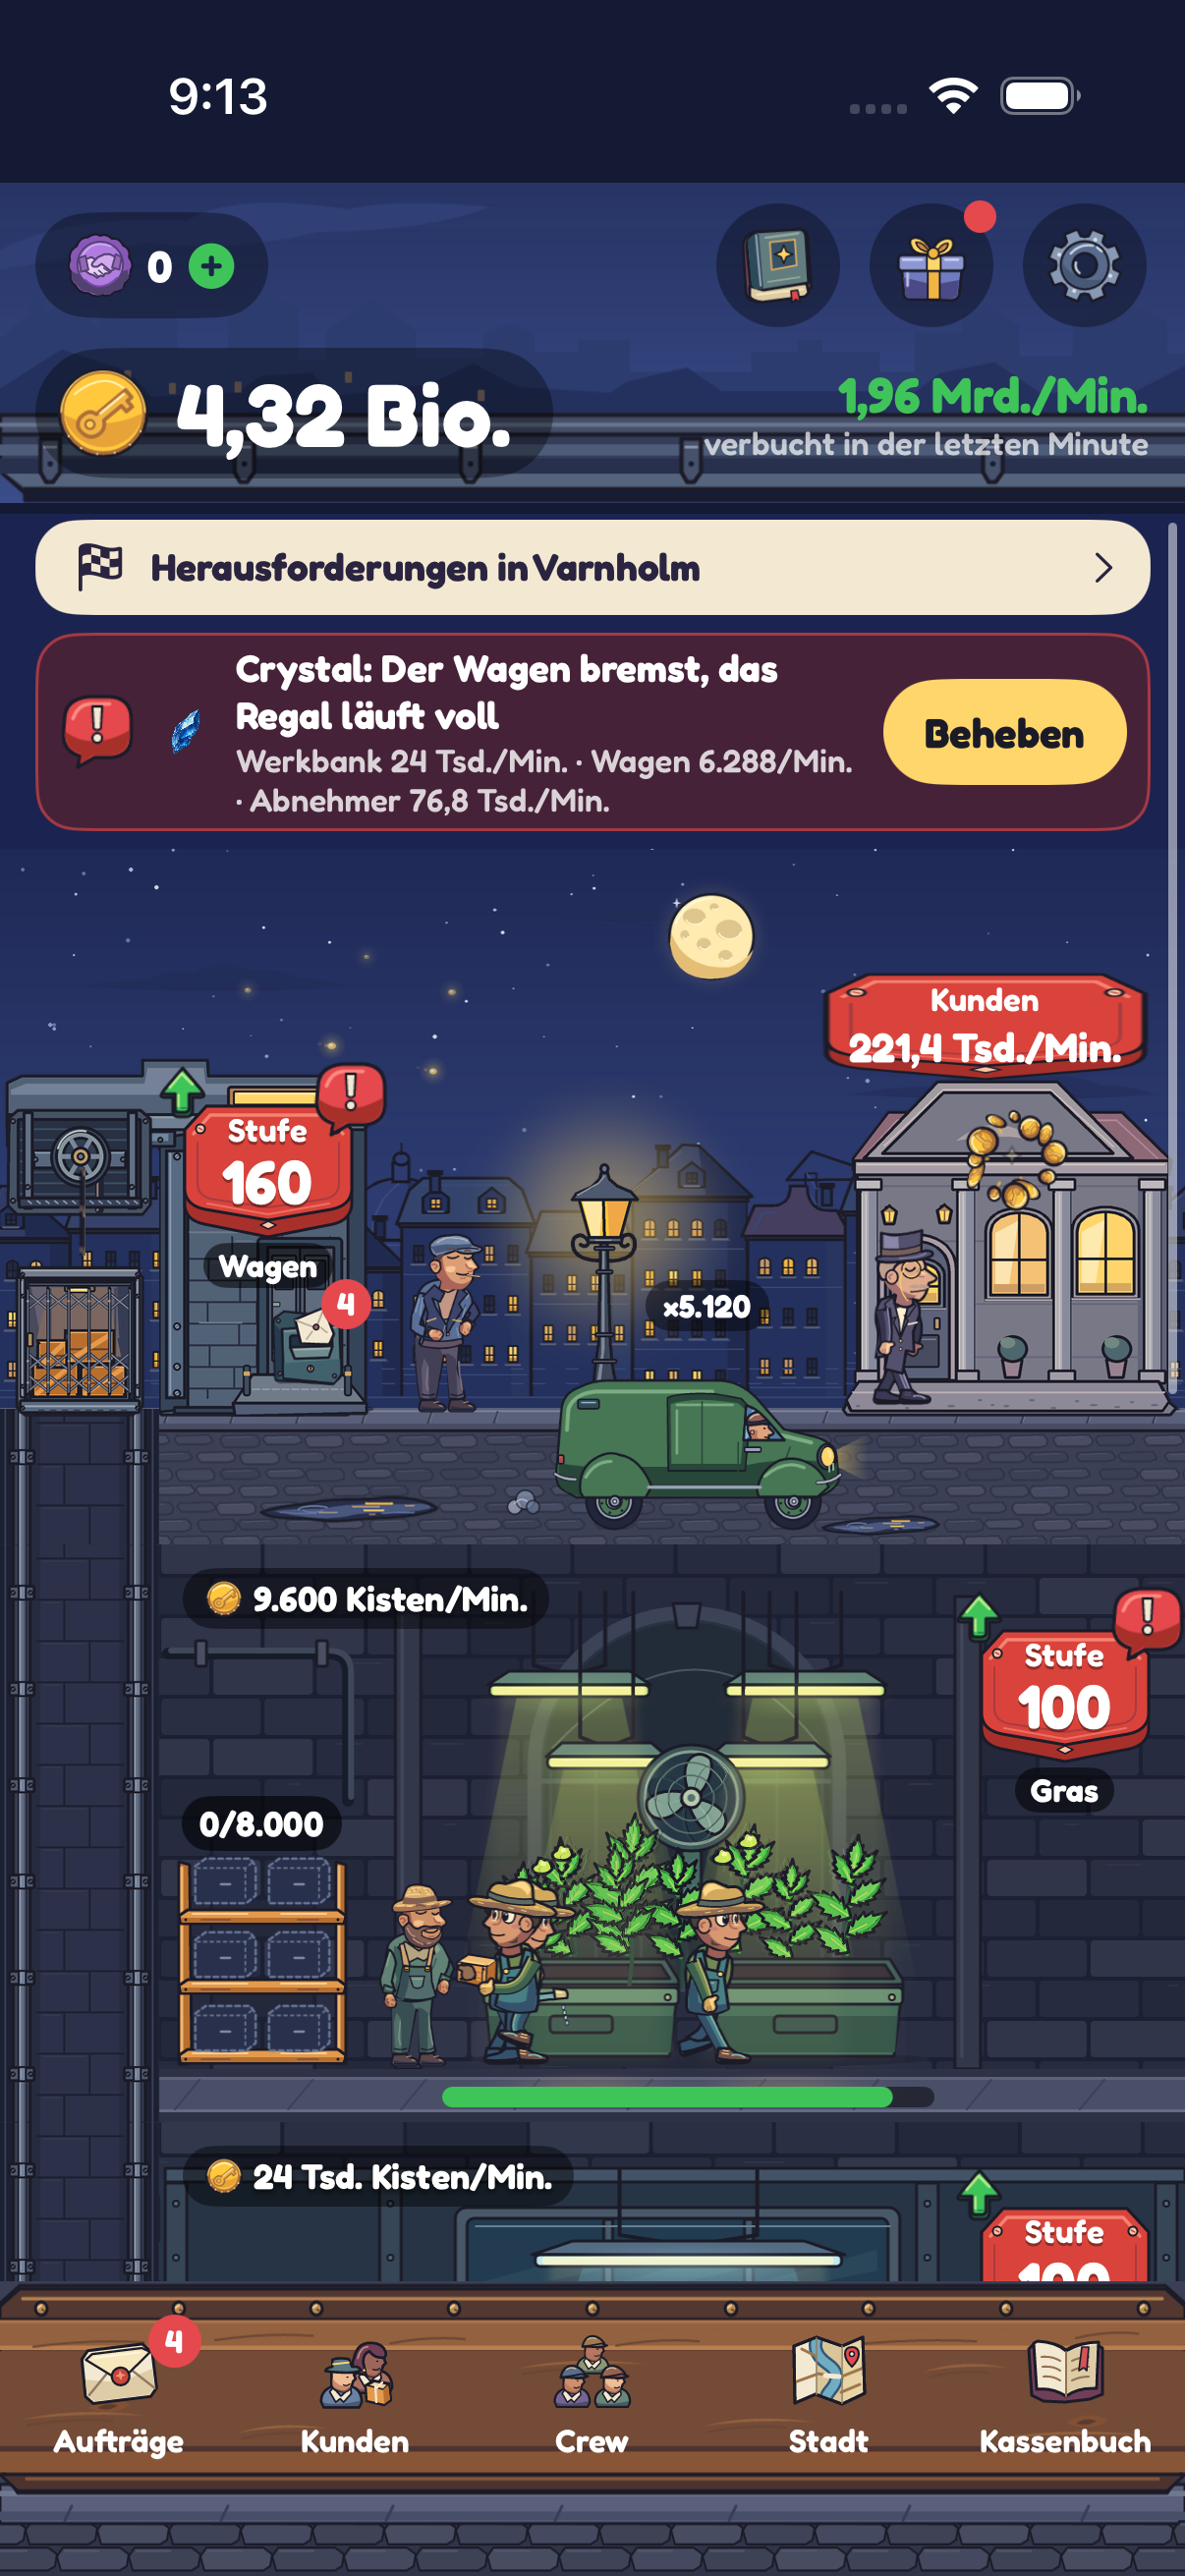 9:13
0
4,32 Bio.
1,96 Mrd./Min.
verbucht in der letzten Minute
Herausforderungen in Varnholm
Crystal: Der Wagen bremst, das
Regal läuft voll
Werkbank 24 Tsd./Min. · Wagen 6.288/Min.
· Abnehmer 76,8 Tsd./Min.
Beheben
Kunden
221,4 Tsd./Min.
Stufe
160
Wagen
4
x5.120
9.600 Kisten/Min.
Stufe
100
Gras
0/8.000
24 Tsd. Kisten/Min.
Stufe
100
4
Aufträge
Kunden
Crew
Stadt
Kassenbuch